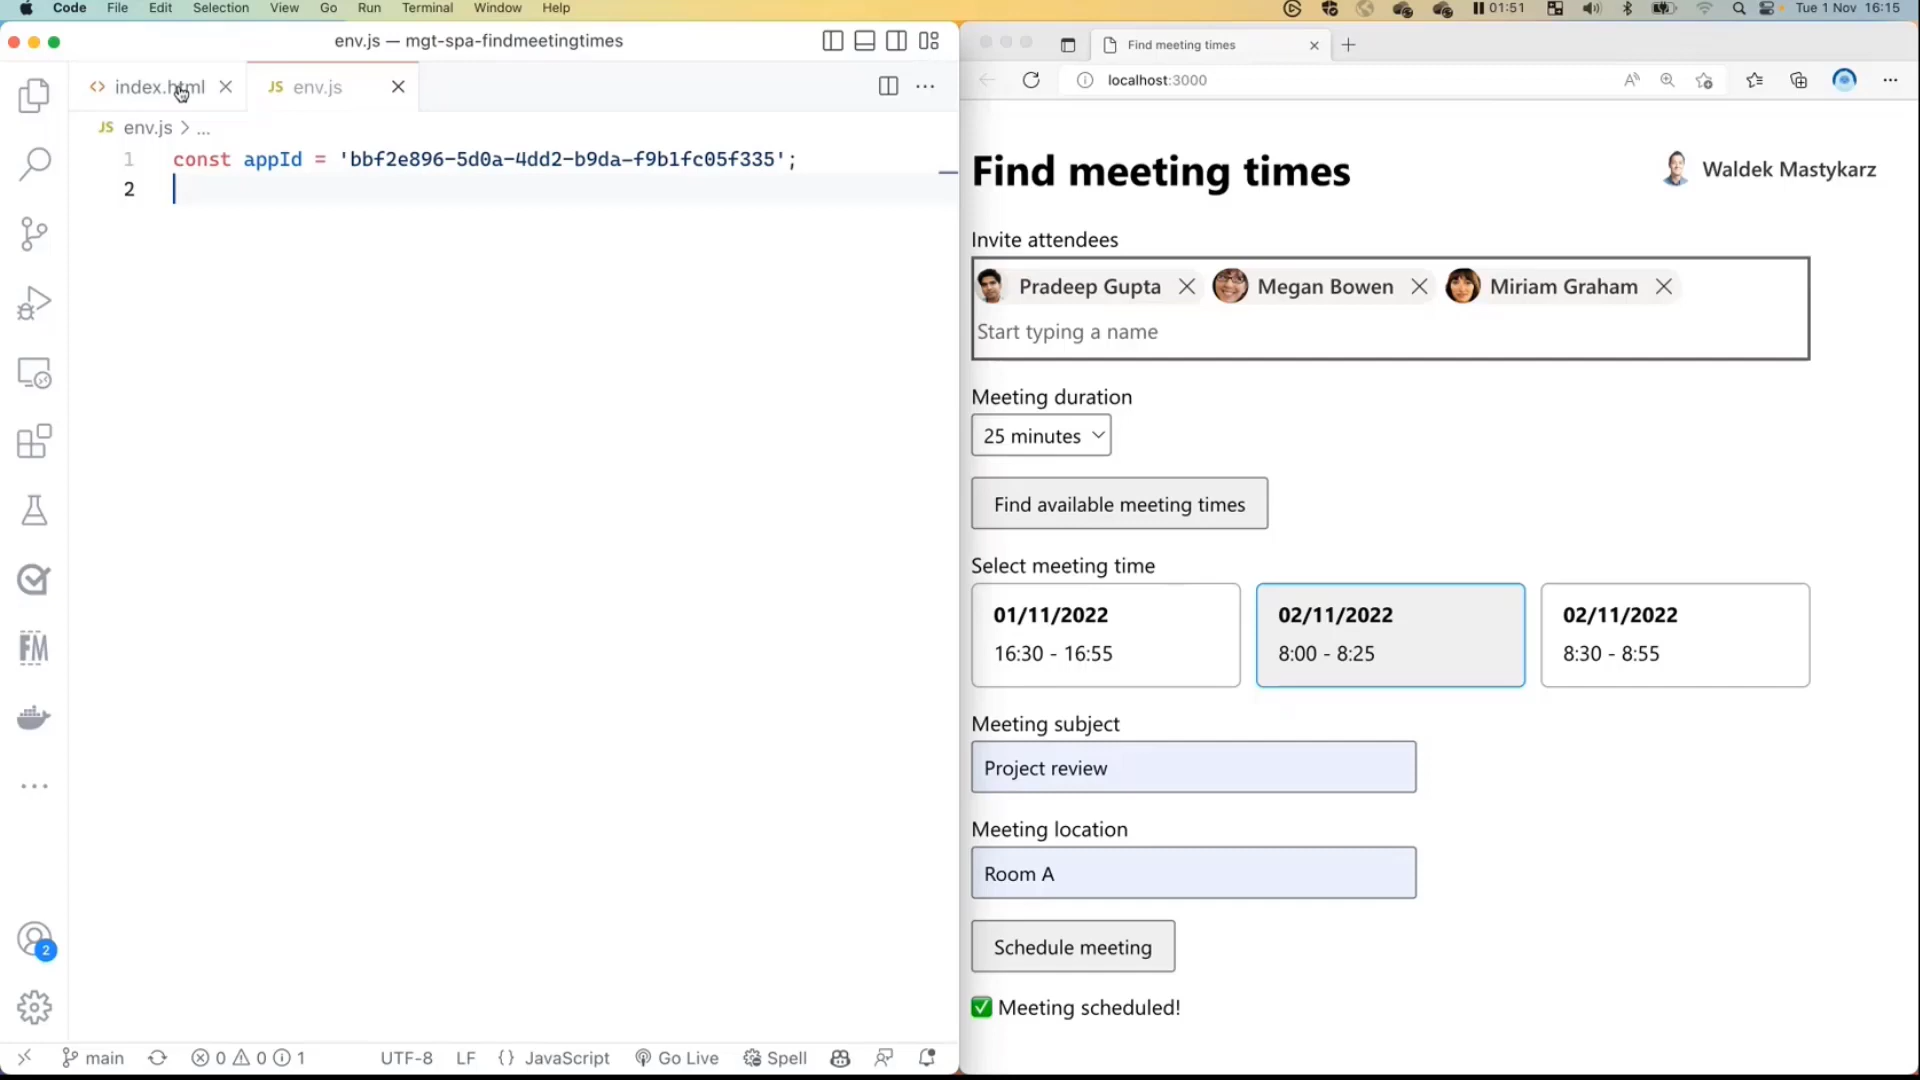 Code File Edit Selection View Go Run Terminal Window Help 01:51 Tue 1 Nov 16:15
env.js — mgt-spa-findmeetingtimes
index.html JS env.js
JS env.js > ...
1 const appId = 'bbf2e896-5d0a-4dd2-b9da-f9b1fc05f335';
2
FM
2
main 0 0 1 UTF-8 LF {} JavaScript Go Live Spell
Find meeting times
localhost:3000
Find meeting times
Waldek Mastykarz
Invite attendees
Pradeep Gupta Megan Bowen Miriam Graham
Start typing a name
Meeting duration
25 minutes
Find available meeting times
Select meeting time
01/11/2022 02/11/2022 02/11/2022
16:30 - 16:55 8:00 - 8:25 8:30 - 8:55
Meeting subject
Project review
Meeting location
Room A
Schedule meeting
✅ Meeting scheduled!